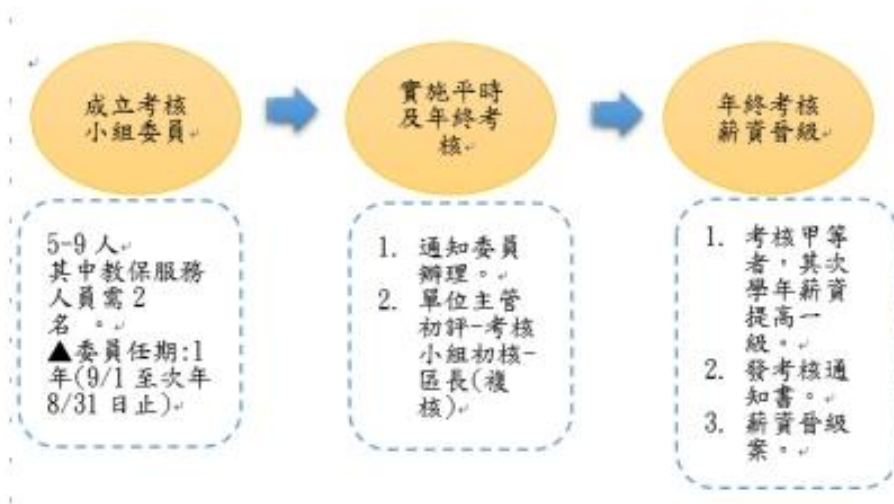 成立考核
小組委員
實施平時
及年終考
核
年終考核
薪資晉級
5-9 人
其中教保服務
人員需 2
名 。
▲委員任期:1
年(9/1 至次年
8/31 日止)
1. 通知委員
辦理。
2. 單位主管
初評-考核
小組初核-
區長(複
核)
1. 考核甲等
者，其次
學年薪資
提高一
級。
2. 發考核通
知書。
3. 薪資晉級
案。